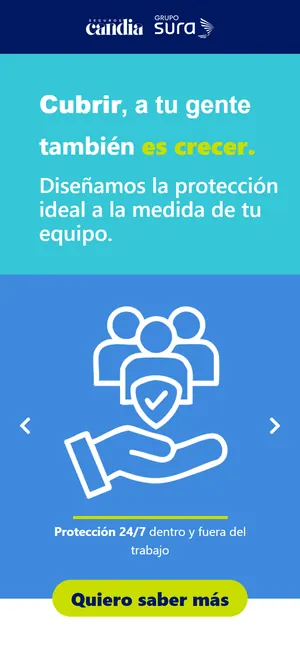 SEGUROS
candia
GRUPO
sura
Cubrir, a tu gente
también es crecer.
Diseñamos la protección
ideal a la medida de tu
equipo.
Protección 24/7 dentro y fuera del
trabajo
Quiero saber más